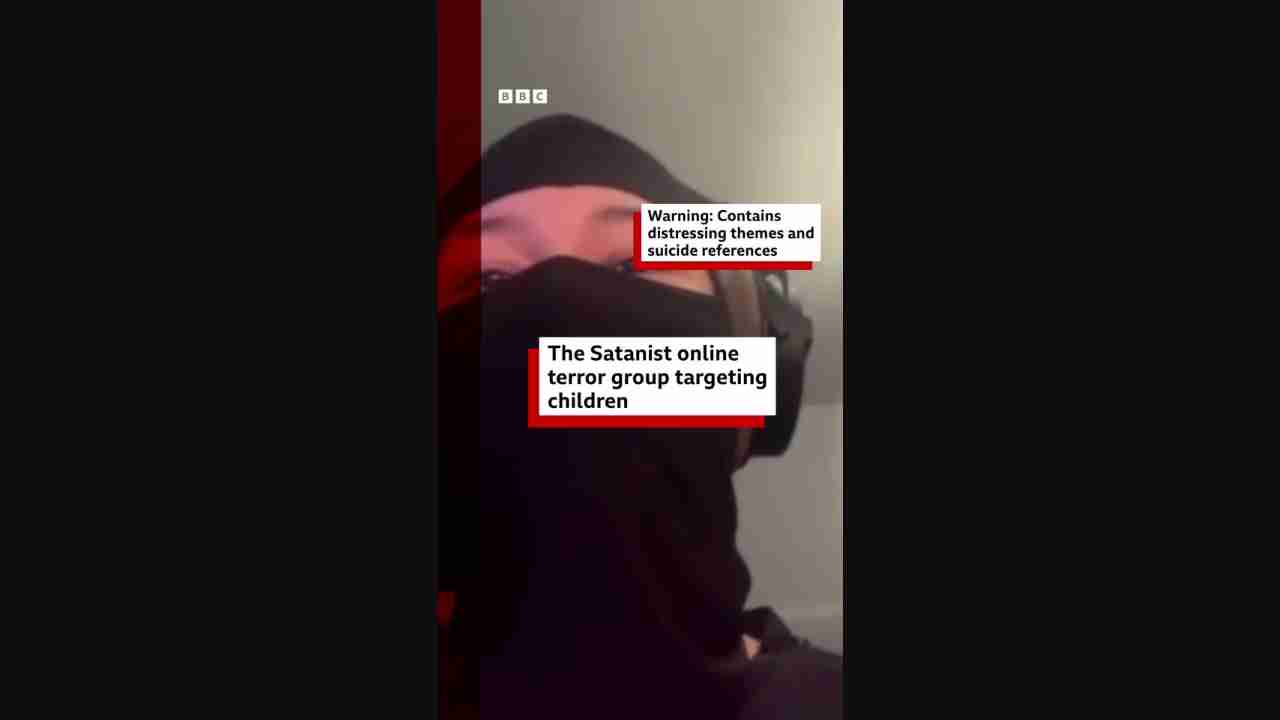 BBC
Warning: Contains
distressing themes and
suicide references
The Satanist online
terror group targeting
children